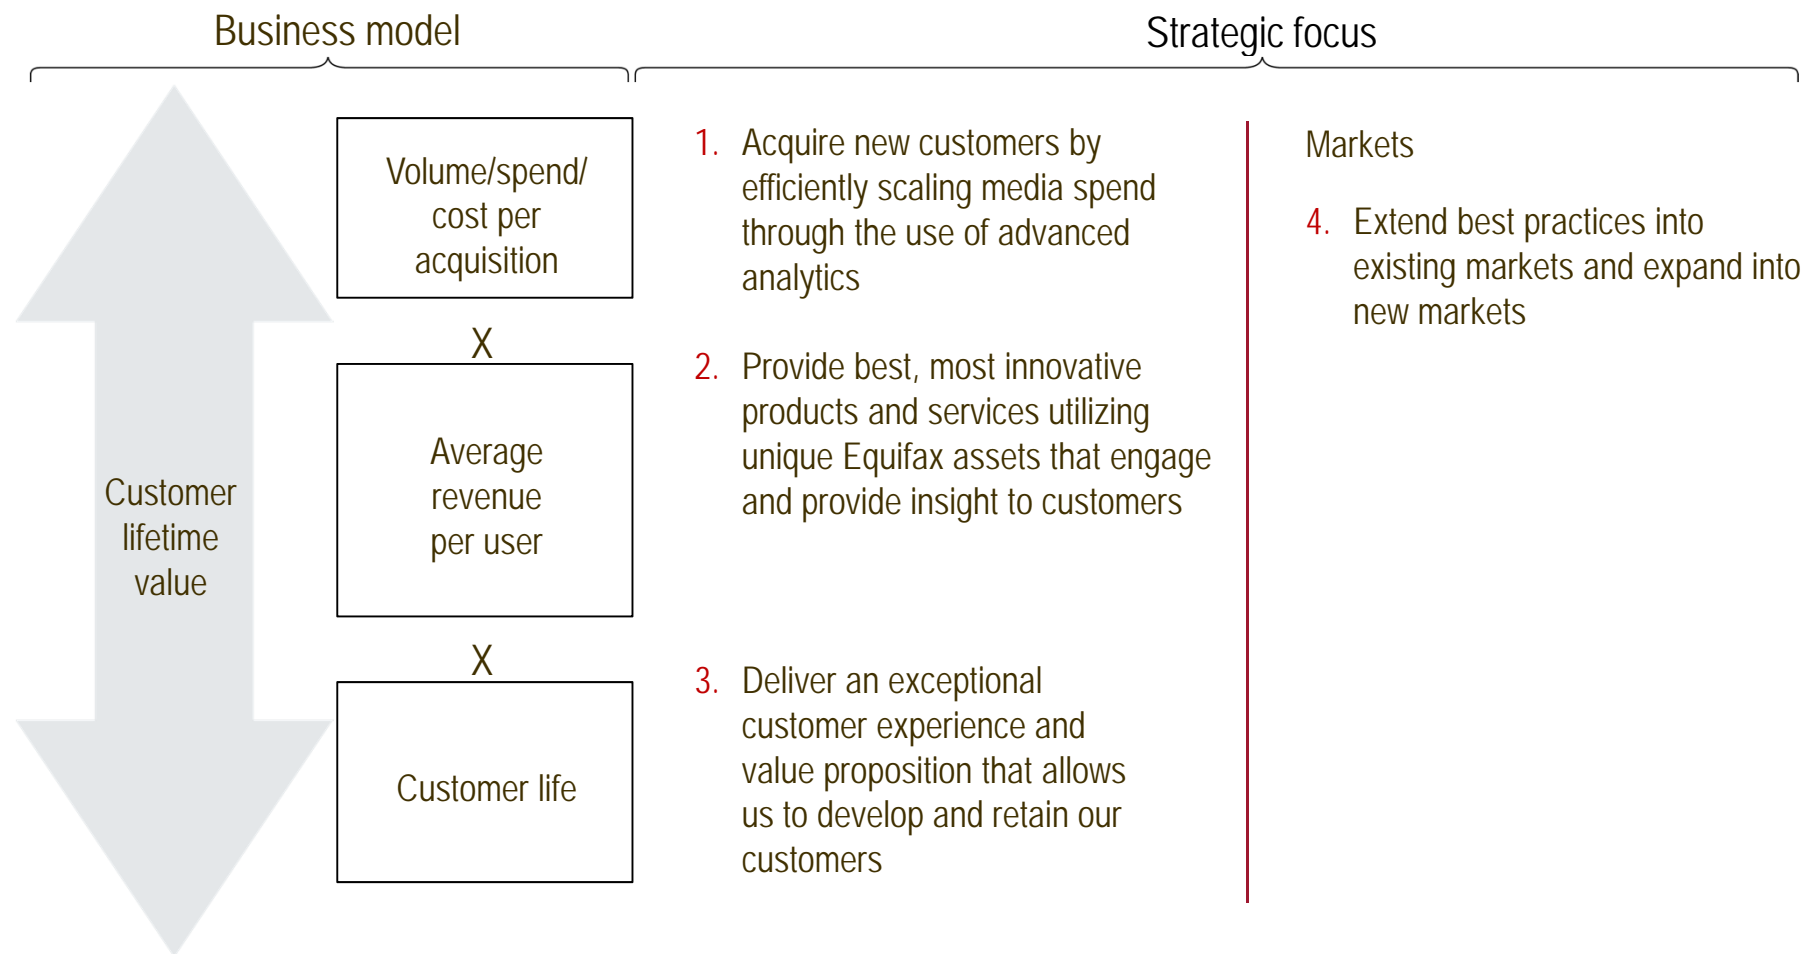 Business model
Strategic focus
Customer
lifetime
value
Volume/spend/
cost per
acquisition
X
Average
revenue
per user
X
Customer life
1. Acquire new customers by
efficiently scaling media spend
through the use of advanced
analytics
2. Provide best, most innovative
products and services utilizing
unique Equifax assets that engage
and provide insight to customers
3. Deliver an exceptional
customer experience and
value proposition that allows
us to develop and retain our
customers
Markets
4. Extend best practices into
existing markets and expand into
new markets